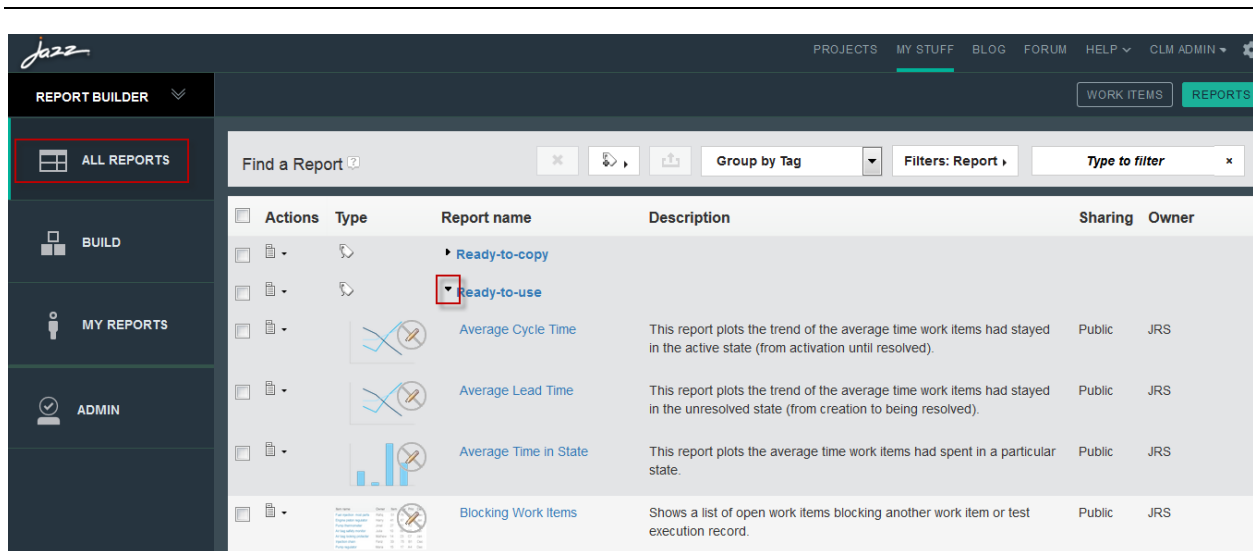 jazz
PROJECTS MY STUFF BLOG FORUM HELP CLM ADMIN
REPORT BUILDER
WORK ITEMS REPORTS
ALL REPORTS
BUILD
MY REPORTS
ADMIN
Find a Report ?
Group by Tag
Filters: Report
Type to filter ×
Actions Type Report name Description Sharing Owner
Ready-to-copy
Ready-to-use
Average Cycle Time This report plots the trend of the average time work items had stayed Public JRS
in the active state (from activation until resolved).
Average Lead Time This report plots the trend of the average time work items had stayed Public JRS
in the unresolved state (from creation to being resolved).
Average Time in State This report plots the average time work items had spent in a particular Public JRS
state.
Blocking Work Items Shows a list of open work items blocking another work item or test Public JRS
execution record.